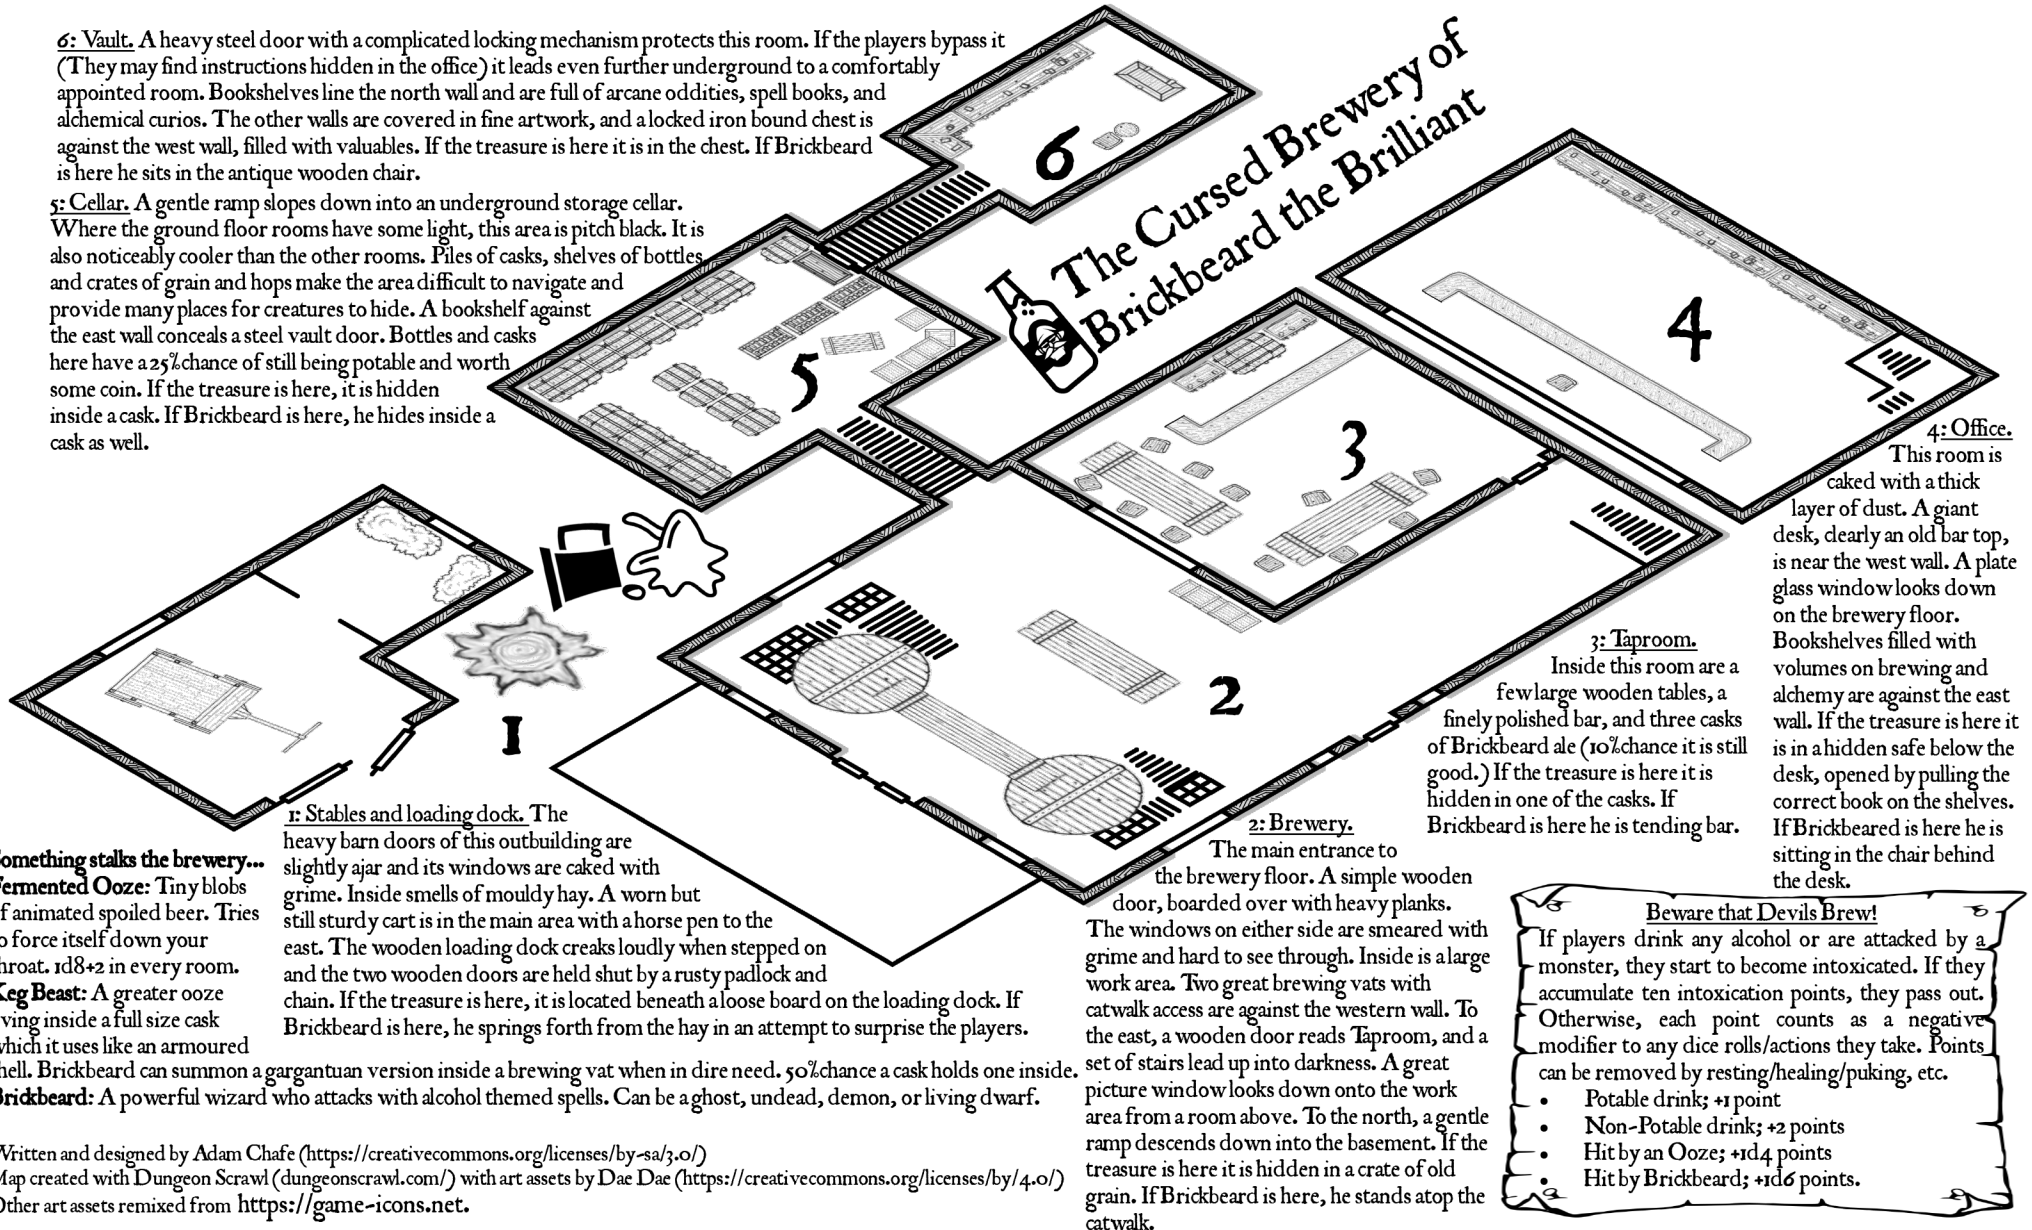 6: Vault. A heavy steel door with a complicated locking mechanism protects this room. If the players bypass it
(They may find instructions hidden in the office) it leads even further underground to a comfortably
appointed room. Bookshelves line the north wall and are full of arcane oddities, spell books, and
alchemical curios. The other walls are covered in fine artwork, and a locked iron bound chest is
against the west wall, filled with valuables. If the treasure is here it is in the chest. If Brickbeard
is here he sits in the antique wooden chair.
5: Cellar. A gentle ramp slopes down into an underground storage cellar.
Where the ground floor rooms have some light, this area is pitch black. It is
also noticeably cooler than the other rooms. Piles of casks, shelves of bottles,
and crates of grain and hops make the area difficult to navigate and
provide many places for creatures to hide. A bookshelf against
the east wall conceals a steel vault door. Bottles and casks
here have a 25% chance of still being potable and worth
some coin. If the treasure is here, it is hidden
inside a cask. If Brickbeard is here, he hides inside a
cask as well.
The Cursed Brewery of
Brickbeard the Brilliant
6
5
4
3
2
1
4: Office.
This room is
caked with a thick
layer of dust. A giant
desk, clearly an old bar top,
is near the west wall. A plate
glass window looks down
on the brewery floor.
Bookshelves filled with
volumes on brewing and
alchemy are against the east
wall. If the treasure is here it
is in a hidden safe below the
desk, opened by pulling the
correct book on the shelves.
If Brickbeared is here he is
sitting in the chair behind
the desk.
3: Taproom.
Inside this room are a
few large wooden tables, a
finely polished bar, and three casks
of Brickbeard ale (10% chance it is still
good.) If the treasure is here it is
hidden in one of the casks. If
Brickbeard is here he is tending bar.
2: Brewery.
The main entrance to
the brewery floor. A simple wooden
door, boarded over with heavy planks.
The windows on either side are smeared with
grime and hard to see through. Inside is a large
work area. Two great brewing vats with
catwalk access are against the western wall. To
the east, a wooden door reads Taproom, and a
set of stairs lead up into darkness. A great
picture window looks down onto the work
area from a room above. To the north, a gentle
ramp descends down into the basement. If the
treasure is here it is hidden in a crate of old
grain. If Brickbeard is here, he stands atop the
catwalk.
1: Stables and loading dock. The
heavy barn doors of this outbuilding are
slightly ajar and its windows are caked with
grime. Inside smells of mouldy hay. A worn but
still sturdy cart is in the main area with a horse pen to the
east. The wooden loading dock creaks loudly when stepped on
and the two wooden doors are held shut by a rusty padlock and
chain. If the treasure is here, it is located beneath a loose board on the loading dock. If
Brickbeard is here, he springs forth from the hay in an attempt to surprise the players.
omething stalks the brewery...
Fermented Ooze: Tiny blobs
f animated spoiled beer. Tries
o force itself down your
hroat. 1d8+2 in every room.
Keg Beast: A greater ooze
ving inside a full size cask
which it uses like an armoured
hell. Brickbeard can summon a gargantuan version inside a brewing vat when in dire need. 50% chance a cask holds one inside.
Brickbeard: A powerful wizard who attacks with alcohol themed spells. Can be a ghost, undead, demon, or living dwarf.
Written and designed by Adam Chafe (https://creativecommons.org/licenses/by-sa/3.0/)
Map created with Dungeon Scrawl (dungeonscrawl.com/) with art assets by Dae Dae (https://creativecommons.org/licenses/by/4.0/)
Other art assets remixed from https://game-icons.net.
Beware that Devils Brew!
If players drink any alcohol or are attacked by a
monster, they start to become intoxicated. If they
accumulate ten intoxication points, they pass out.
Otherwise, each point counts as a negative
modifier to any dice rolls/actions they take. Points
can be removed by resting/healing/puking, etc.
• Potable drink; +1 point
• Non-Potable drink; +2 points
• Hit by an Ooze; +1d4 points
• Hit by Brickbeard; +1d6 points.